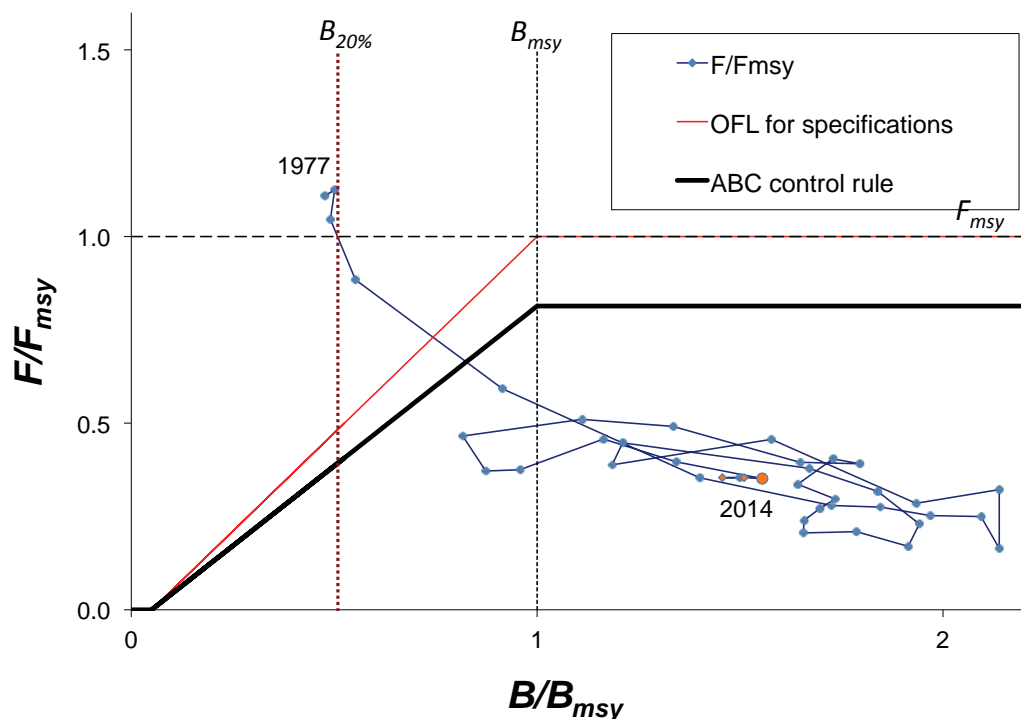 1.5
1.0
0.5
0.0
F/Fmsy
B20%
Bmsy
F/Fmsy
OFL for specifications
ABC control rule
Fmsy
1977
2014
0
1
2
B/Bmsy